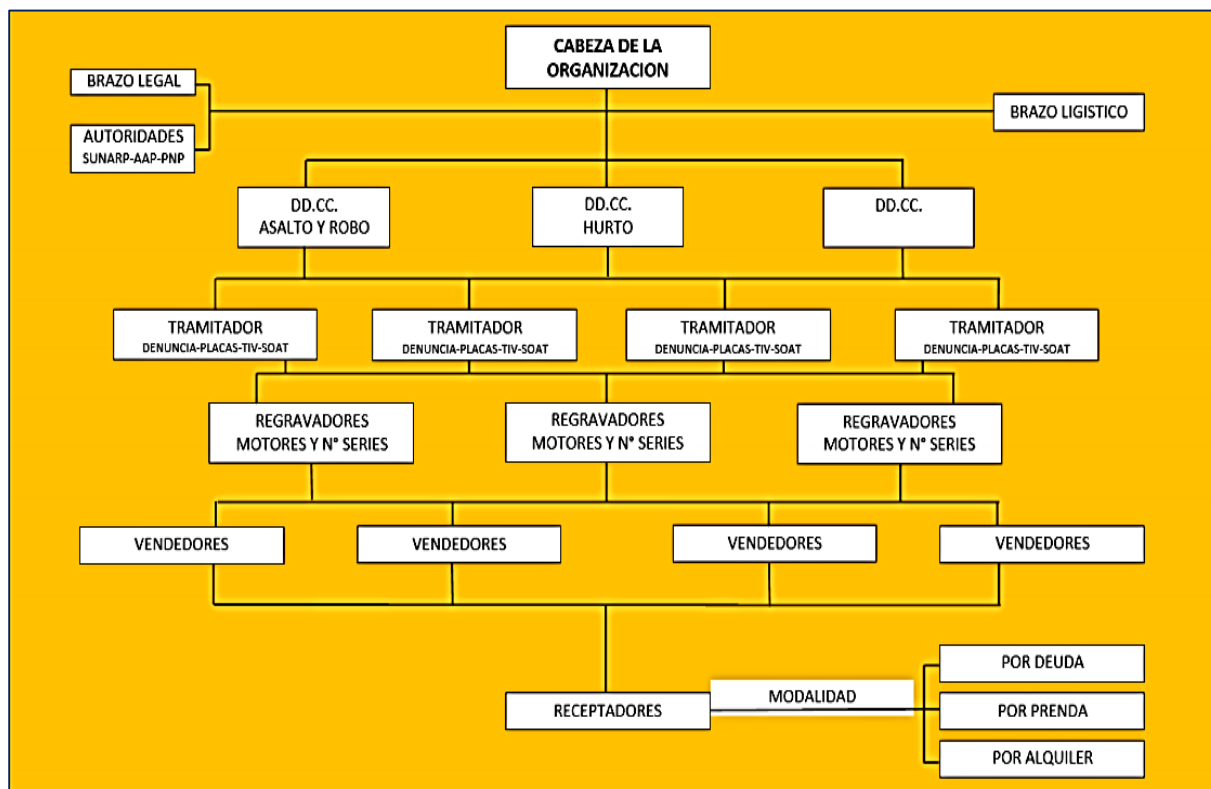 CABEZA DE LA
ORGANIZACION
BRAZO LEGAL
BRAZO LIGISTICO
AUTORIDADES
SUNARP-AAP-PNP
DD.CC.
ASALTO Y ROBO
DD.CC.
HURTO
DD.CC.
TRAMITADOR
DENUNCIA-PLACAS-TIV-SOAT
TRAMITADOR
DENUNCIA-PLACAS-TIV-SOAT
TRAMITADOR
DENUNCIA-PLACAS-TIV-SOAT
TRAMITADOR
DENUNCIA-PLACAS-TIV-SOAT
REGRAVADORES
MOTORES Y N° SERIES
REGRAVADORES
MOTORES Y N° SERIES
REGRAVADORES
MOTORES Y N° SERIES
VENDEDORES
VENDEDORES
VENDEDORES
VENDEDORES
RECEPTADORES
MODALIDAD
POR DEUDA
POR PRENDA
POR ALQUILER